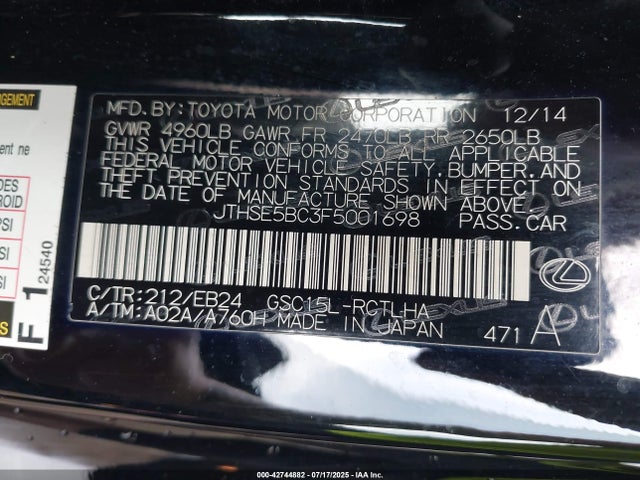 MFD.BY:TOYOTA MOTOR CORPORATION 12/14
GVWR 4960LB GAWR FR 2470LB RR 2650LB
THIS VEHICLE CONFORMS TO ALL APPLICABLE
FEDERAL MOTOR VEHICLE SAFETY,BUMPER,AND
THEFT PREVENTION STANDARDS IN EFFECT ON
THE DATE OF MANUFACTURE SHOWN ABOVE.
JTHSE5BC3F5001698 PASS.CAR
C/TR:212/EB24 GSC15L-RCTLHA
A/TM:A02A/A760H MADE IN JAPAN 471 A
F 1 24540
000-42744882 - 07/17/2025 - IAA Inc.